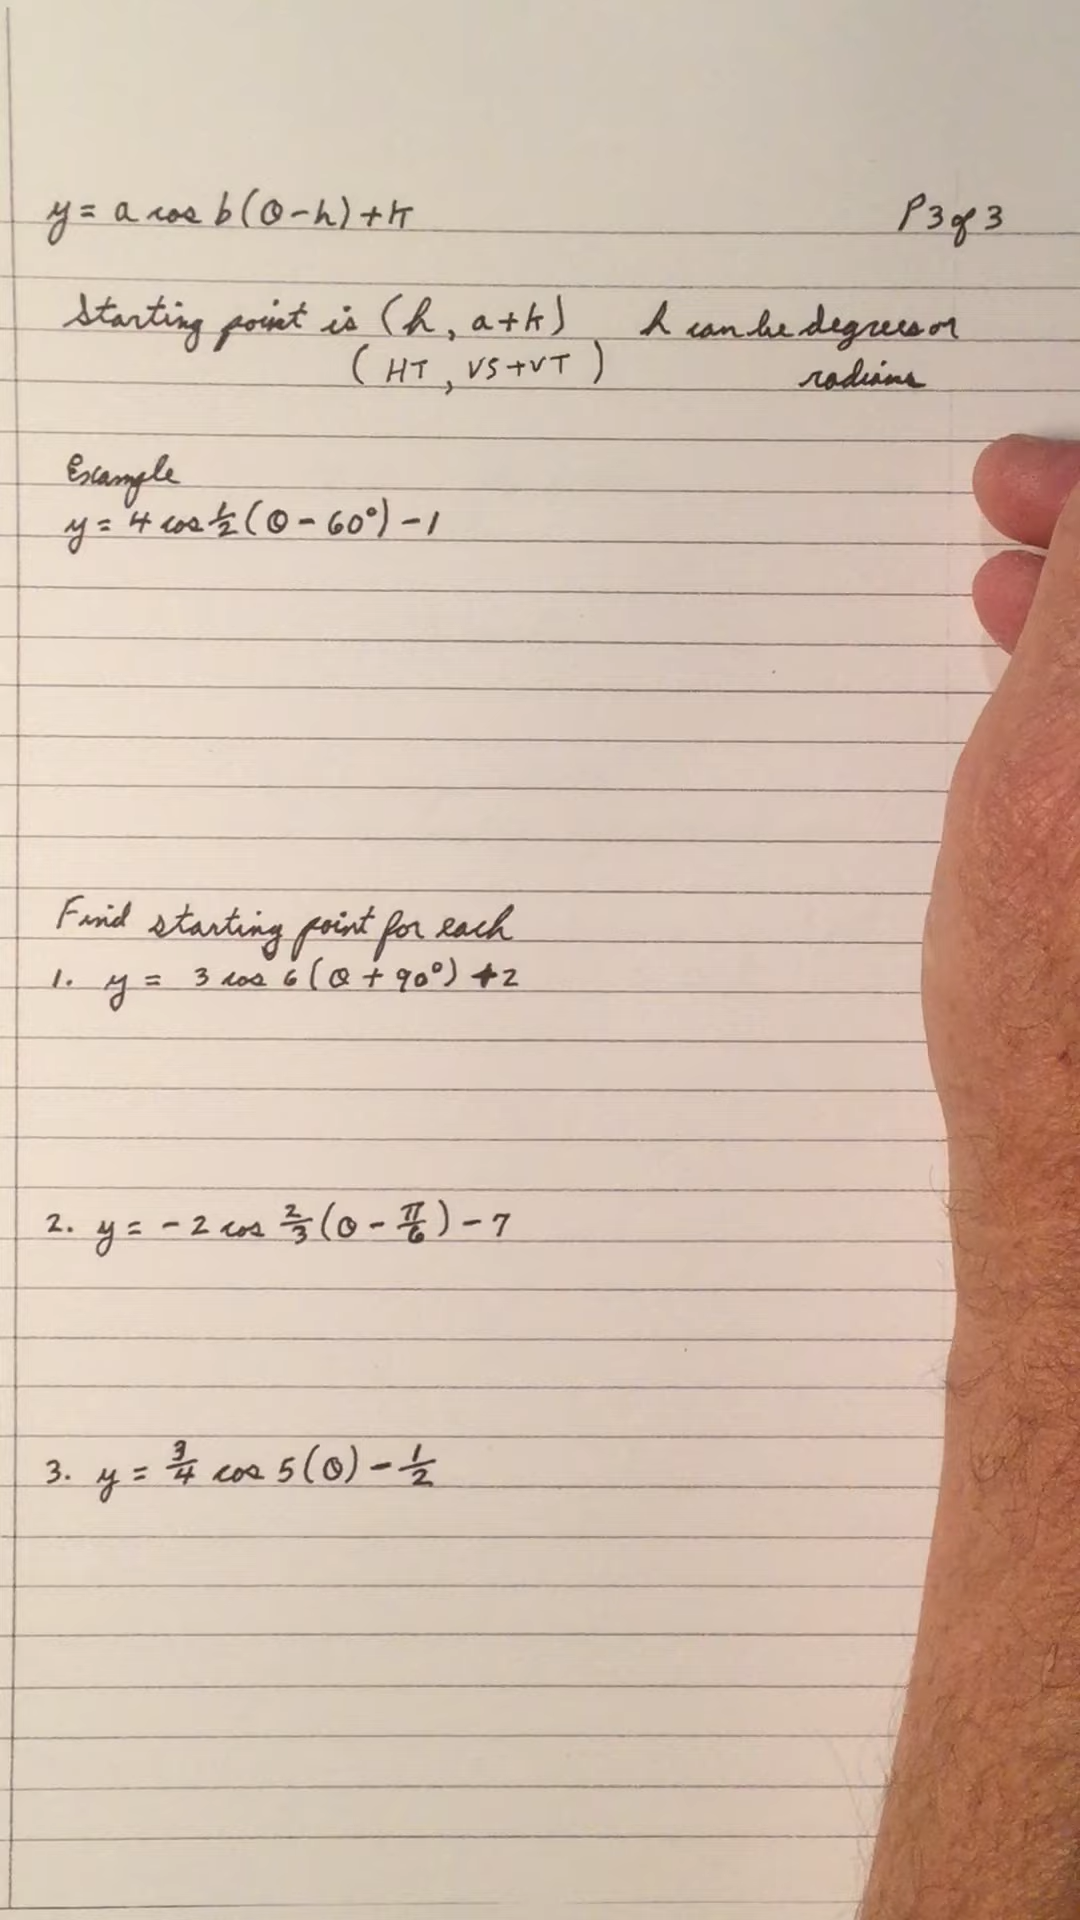 y = a cos b(θ-h)+k
P3 of 3
Starting point is (h, a+k)
h can be degrees or
(HT, VS+VT)
radians
Example
y = 4 cos 1/2 (θ - 60°) - 1
Find starting point for each
1. y = 3 cos 6(θ + 90°) +2
2. y = -2 cos 2/3 (θ - π/6) - 7
3. y = 3/4 cos 5(θ) - 1/2